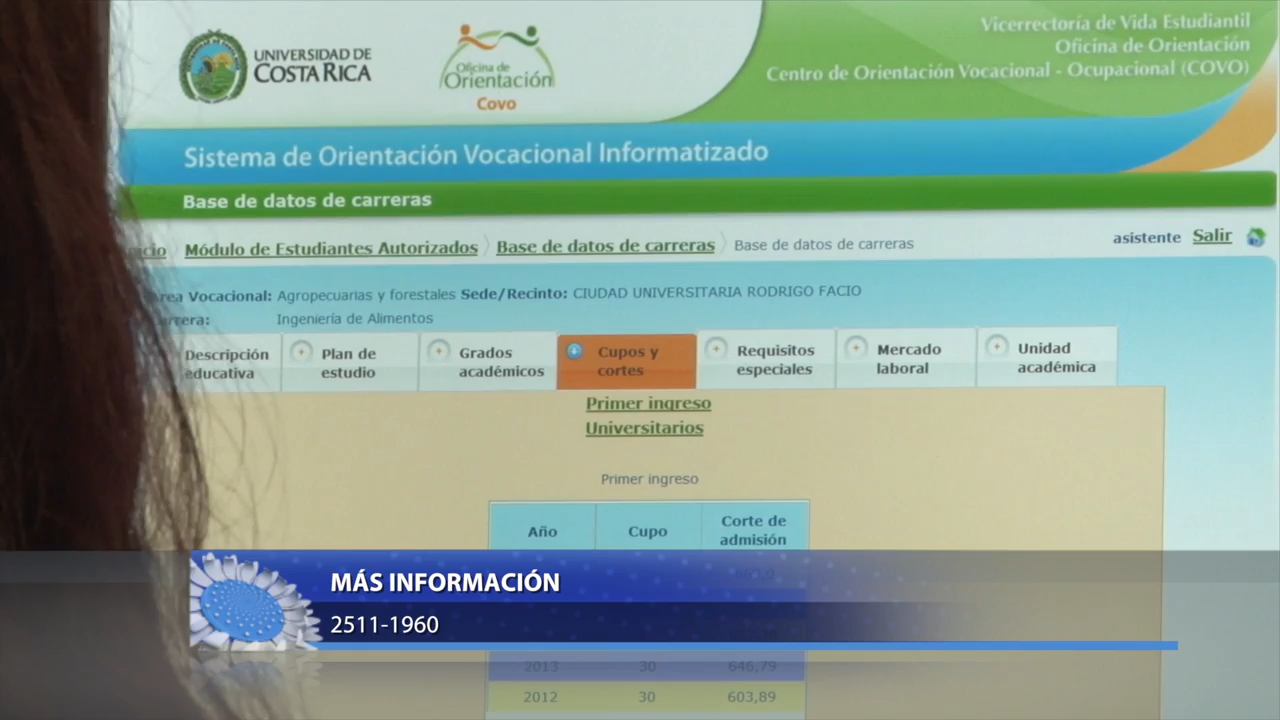 UNIVERSIDAD DE
COSTA RICA
Oficina de
Orientación
Covo
Vicerrectoría de Vida Estudiantil
Oficina de Orientación
Centro de Orientación Vocacional - Ocupacional (COVO)
Sistema de Orientación Vocacional Informatizado
Base de datos de carreras
Módulo de Estudiantes Autorizados
Base de datos de carreras
Base de datos de carreras
asistente Salir
Vocacional: Agropecuarias y forestales Sede/Recinto: CIUDAD UNIVERSITARIA RODRIGO FACIO
Ingeniería de Alimentos
Descripción
educativa
Plan de
estudio
Grados
académicos
Cupos y
cortes
Requisitos
especiales
Mercado
laboral
Unidad
académica
Primer ingreso
Universitarios
Primer ingreso
Año Cupo Corte de
admisión
MÁS INFORMACIÓN
2511-1960
2013 30 646,79
2012 30 603,89